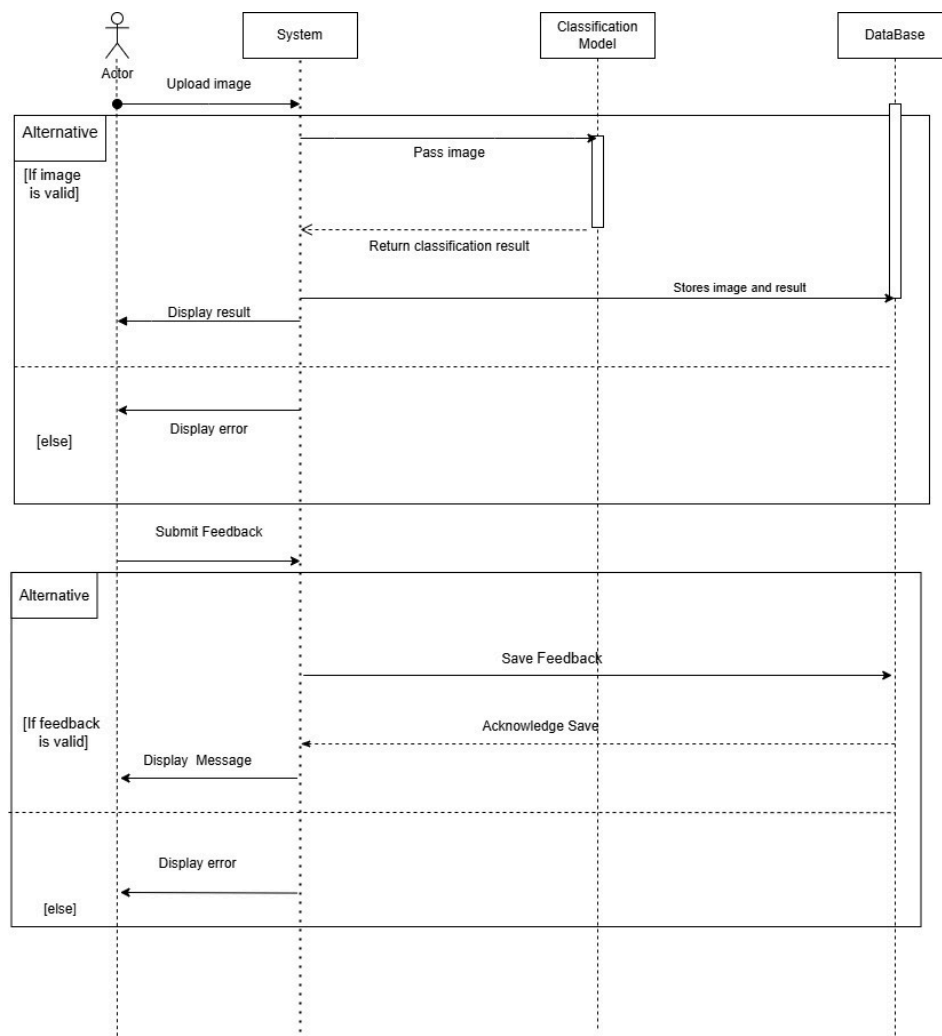 System
Classification
Model
DataBase
Actor
Upload image
Alternative
Pass image
[If image
is valid]
Return classification result
Stores image and result
Display result
Display error
[else]
Submit Feedback
Alternative
Save Feedback
[If feedback
is valid]
Acknowledge Save
Display Message
Display error
[else]